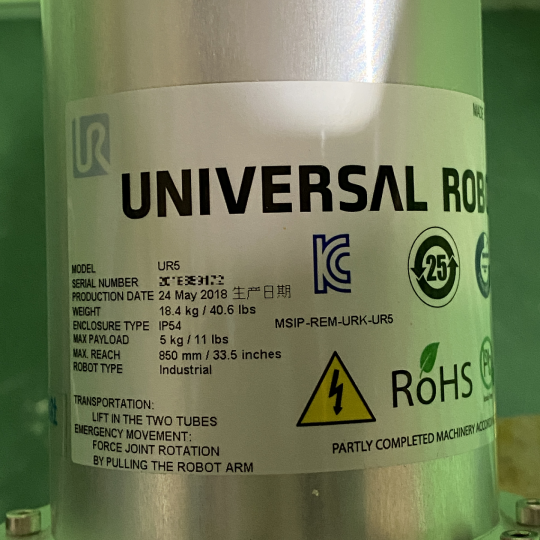 MADE
UR
UNIVERSAL ROB
MODEL UR5
SERIAL NUMBER
PRODUCTION DATE 24 May 2018 生产日期
WEIGHT 18.4 kg / 40.6 lbs
ENCLOSURE TYPE IP54
MAX PAYLOAD 5 kg / 11 lbs
MAX. REACH 850 mm / 33.5 inches
ROBOT TYPE Industrial
25
MSIP-REM-URK-UR5
RoHS
TRANSPORTATION:
LIFT IN THE TWO TUBES
EMERGENCY MOVEMENT:
FORCE JOINT ROTATION
BY PULLING THE ROBOT ARM
PARTLY COMPLETED MACHINERY